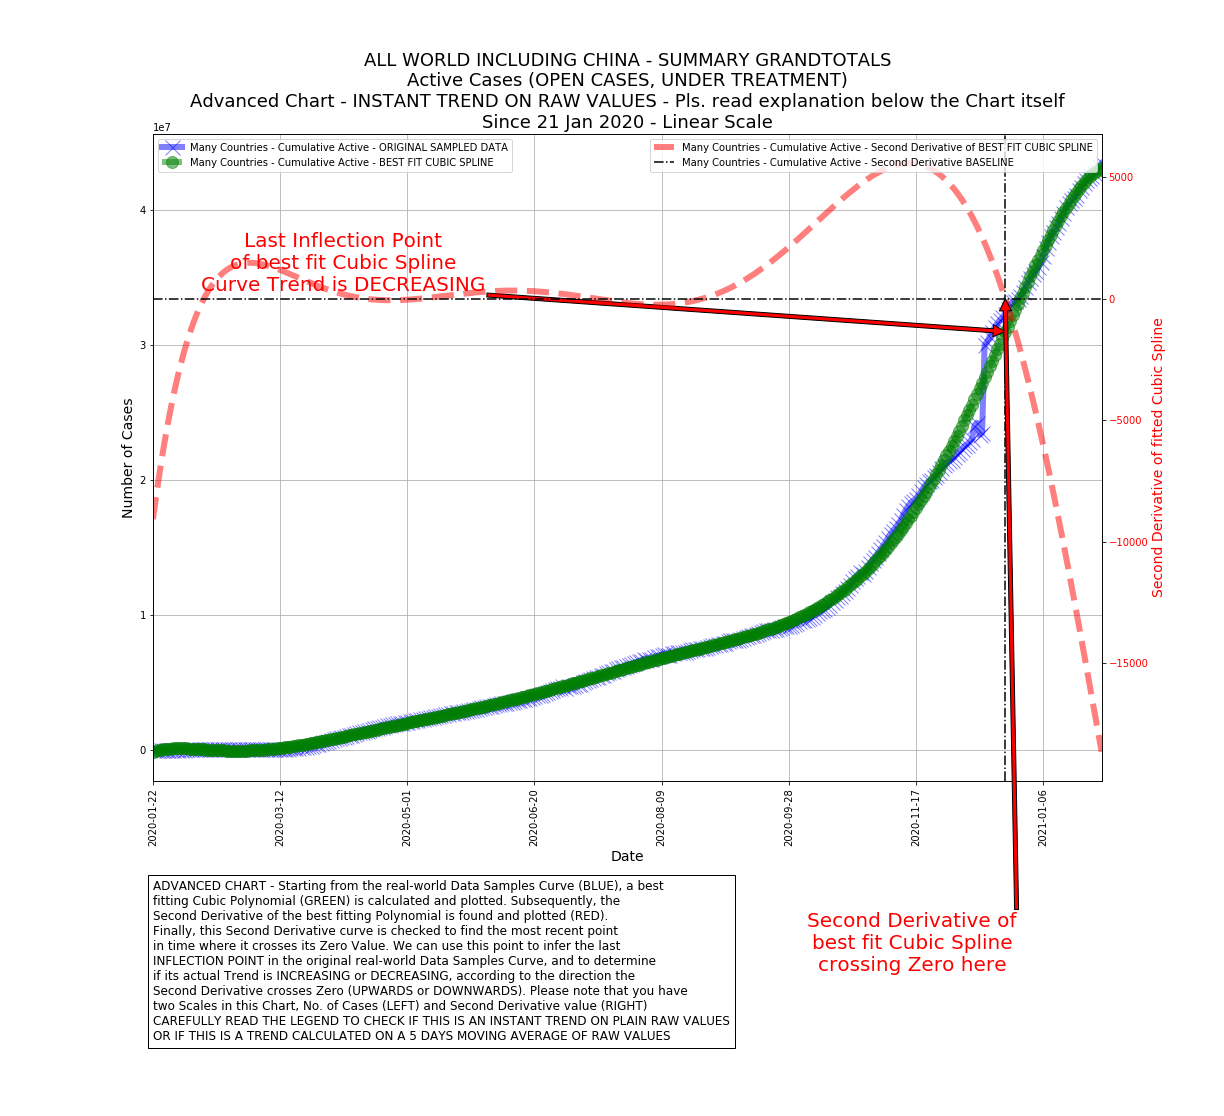 ALL WORLD INCLUDING CHINA - SUMMARY GRANDTOTALS
Active Cases (OPEN CASES, UNDER TREATMENT)
Advanced Chart - INSTANT TREND ON RAW VALUES - Pls. read explanation below the Chart itself
Since 21 Jan 2020 - Linear Scale
1e7
Many Countries - Cumulative Active - ORIGINAL SAMPLED DATA
Many Countries - Cumulative Active - BEST FIT CUBIC SPLINE
Many Countries - Cumulative Active - Second Derivative of BEST FIT CUBIC SPLINE
Many Countries - Cumulative Active - Second Derivative BASELINE
Last Inflection Point
of best fit Cubic Spline
Curve Trend is DECREASING
Number of Cases
4
3
2
1
0
5000
0
−5000
−10000
−15000
Second Derivative of fitted Cubic Spline
2020-01-22
2020-03-12
2020-05-01
2020-06-20
2020-08-09
2020-09-28
2020-11-17
2021-01-06
Date
Second Derivative of
best fit Cubic Spline
crossing Zero here
ADVANCED CHART - Starting from the real-world Data Samples Curve (BLUE), a best
fitting Cubic Polynomial (GREEN) is calculated and plotted. Subsequently, the
Second Derivative of the best fitting Polynomial is found and plotted (RED).
Finally, this Second Derivative curve is checked to find the most recent point
in time where it crosses its Zero Value. We can use this point to infer the last
INFLECTION POINT in the original real-world Data Samples Curve, and to determine
if its actual Trend is INCREASING or DECREASING, according to the direction the
Second Derivative crosses Zero (UPWARDS or DOWNWARDS). Please note that you have
two Scales in this Chart, No. of Cases (LEFT) and Second Derivative value (RIGHT)
CAREFULLY READ THE LEGEND TO CHECK IF THIS IS AN INSTANT TREND ON PLAIN RAW VALUES
OR IF THIS IS A TREND CALCULATED ON A 5 DAYS MOVING AVERAGE OF RAW VALUES